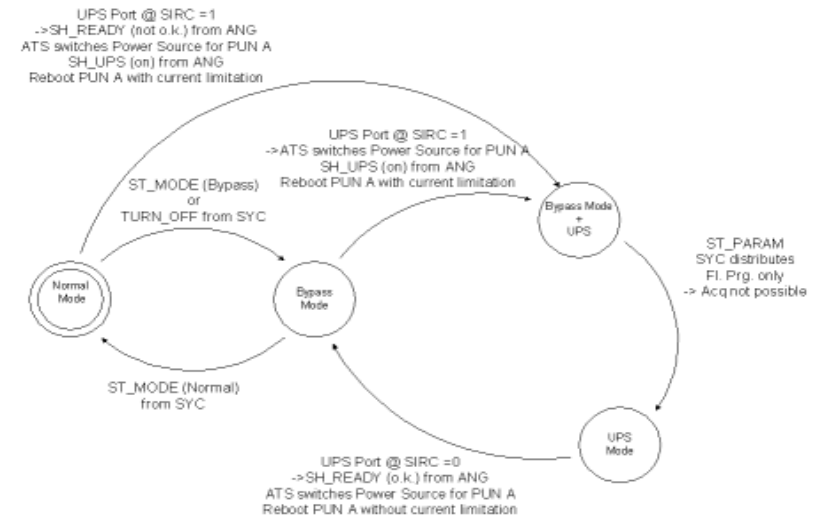 UPS Port @ SIRC =1
->SH_READY (not o.k.) from ANG
ATS switches Power Source for PUN A
SH_UPS (on) from ANG
Reboot PUN A with current limitation
UPS Port @ SIRC =1
->ATS switches Power Source for PUN A
SH_UPS (on) from ANG
Reboot PUN A with current limitation
ST_MODE (Bypass)
or
TURN_OFF from SYC
Bypass Mode
+
UPS
ST_PARAM
SYC distributes
Fl. Prg. only
-> Acq not possible
Normal
Mode
Bypass
Mode
ST_MODE (Normal)
from SYC
UPS
Mode
UPS Port @ SIRC =0
->SH_READY (o.k.) from ANG
ATS switches Power Source for PUN A
Reboot PUN A without current limitation